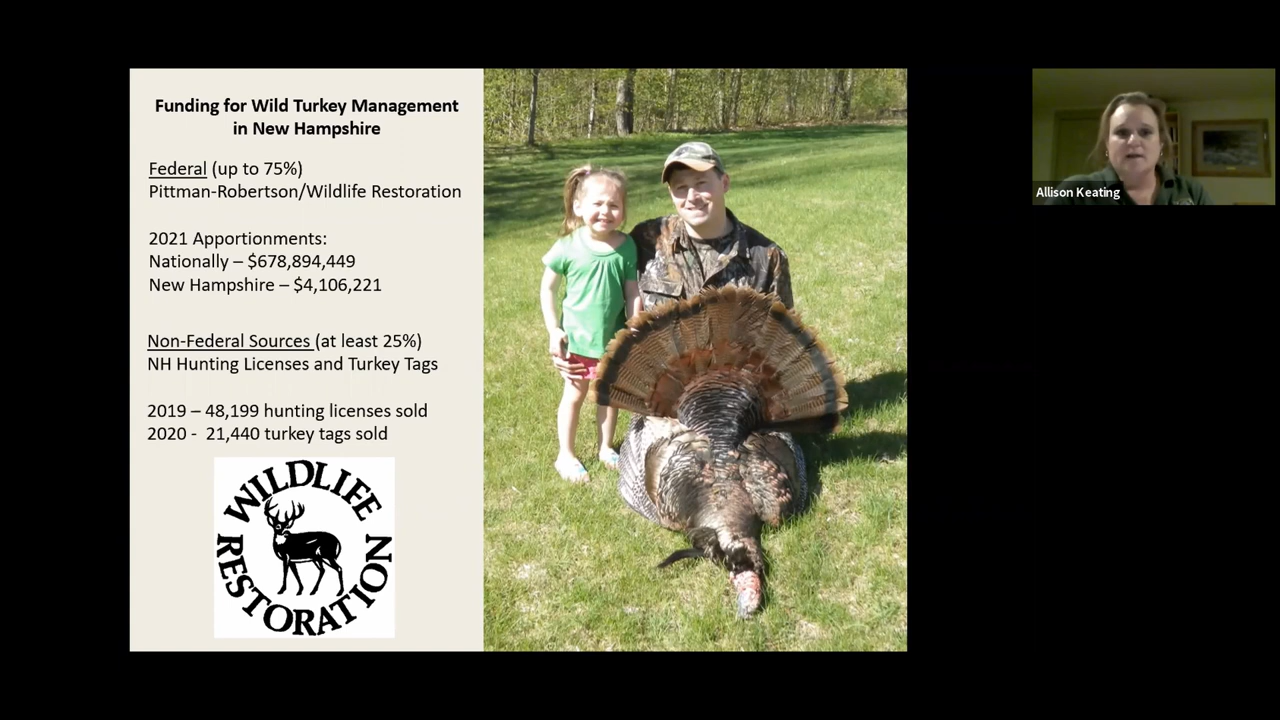 Funding for Wild Turkey Management
in New Hampshire
Federal (up to 75%)
Pittman-Robertson/Wildlife Restoration
2021 Apportionments:
Nationally – $678,894,449
New Hampshire – $4,106,221
Non-Federal Sources (at least 25%)
NH Hunting Licenses and Turkey Tags
2019 – 48,199 hunting licenses sold
2020 - 21,440 turkey tags sold
WILDLIFE
RESTORATION
Allison Keating